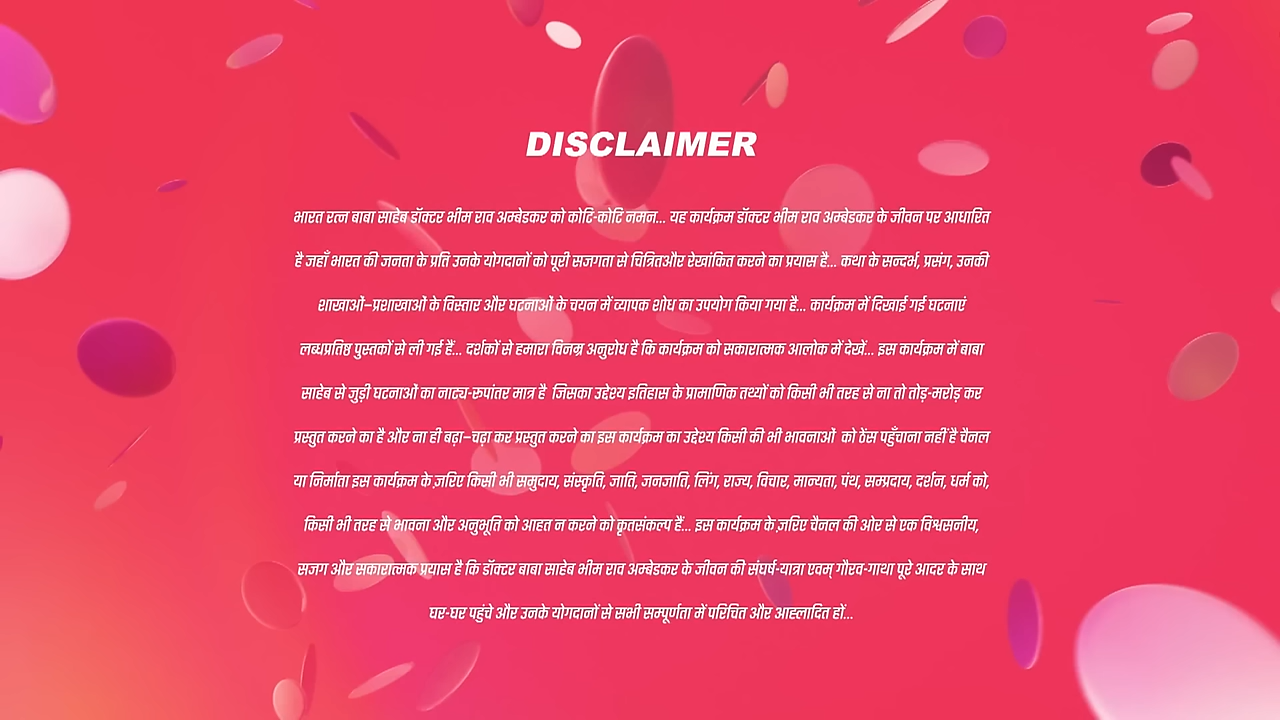 DISCLAIMER
भारत रत्न बाबा साहेब डॉक्टर भीम राव अम्बेडकर को कोटि-कोटि नमन... यह कार्यक्रम डॉक्टर भीम राव अम्बेडकर के जीवन पर आधारित
है जहाँ भारत की जनता के प्रति उनके योगदानों को पूरी सजगता से चित्रितऔर रेखांकित करने का प्रयास है... कथा के सन्दर्भ, प्रसंग, उनकी
शाखाओं–प्रशाखाओं के विस्तार और घटनाओं के चयन में व्यापक शोध का उपयोग किया गया है... कार्यक्रम में दिखाई गई घटनाएं
लब्धप्रतिष्ठ पुस्तकों से ली गई हैं... दर्शकों से हमारा विनम्र अनुरोध है कि कार्यक्रम को सकारात्मक आलोक में देखें... इस कार्यक्रम में बाबा
साहेब से जुड़ी घटनाओं का नाट्य-रूपांतर मात्र है जिसका उद्देश्य इतिहास के प्रामाणिक तथ्यों को किसी भी तरह से ना तो तोड़-मरोड़ कर
प्रस्तुत करने का है और ना ही बढ़ा–चढ़ा कर प्रस्तुत करने का इस कार्यक्रम का उद्देश्य किसी की भी भावनाओं को ठेंस पहुँचाना नहीं है चैनल
या निर्माता इस कार्यक्रम के ज़रिए किसी भी समुदाय, संस्कृति, जाति, जनजाति, लिंग, राज्य, विचार, मान्यता, पंथ, सम्प्रदाय, दर्शन, धर्म को,
किसी भी तरह से भावना और अनुभूति को आहत न करने को कृतसंकल्प हैं... इस कार्यक्रम के ज़रिए चैनल की ओर से एक विश्वसनीय,
सजग और सकारात्मक प्रयास है कि डॉक्टर बाबा साहेब भीम राव अम्बेडकर के जीवन की संघर्ष-यात्रा एवम् गौरव-गाथा पूरे आदर के साथ
घर-घर पहुंचे और उनके योगदानों से सभी सम्पूर्णता में परिचित और आह्लादित हों...